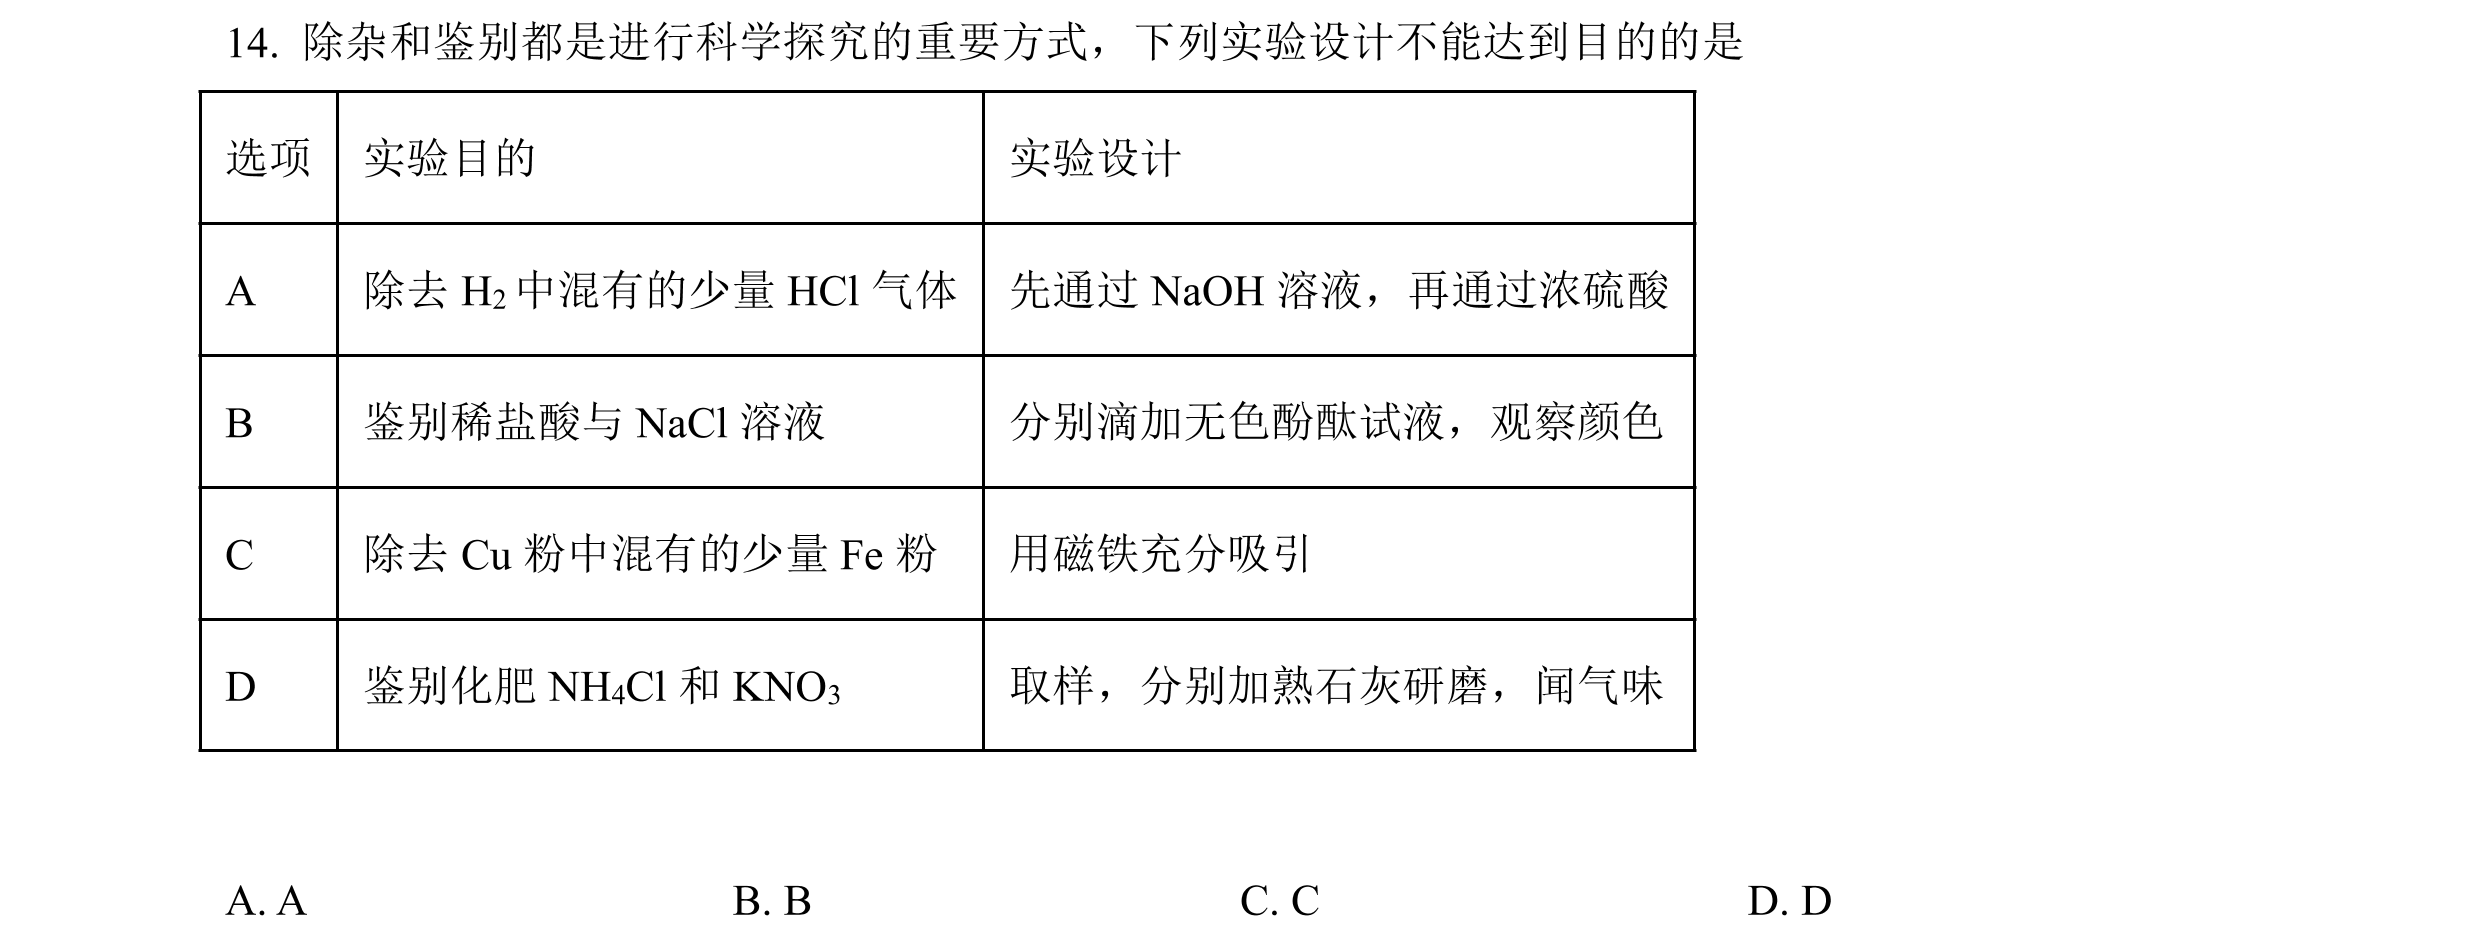 14. 除杂和鉴别都是进行科学探究的重要方式，下列实验设计不能达到目的的是
选项 实验目的 实验设计
A 除去 H₂ 中混有的少量 HCl 气体 先通过 NaOH 溶液，再通过浓硫酸
B 鉴别稀盐酸与 NaCl 溶液 分别滴加无色酚酞试液，观察颜色
C 除去 Cu 粉中混有的少量 Fe 粉 用磁铁充分吸引
D 鉴别化肥 NH₄Cl 和 KNO₃ 取样，分别加熟石灰研磨，闻气味
A. A B. B C. C D. D